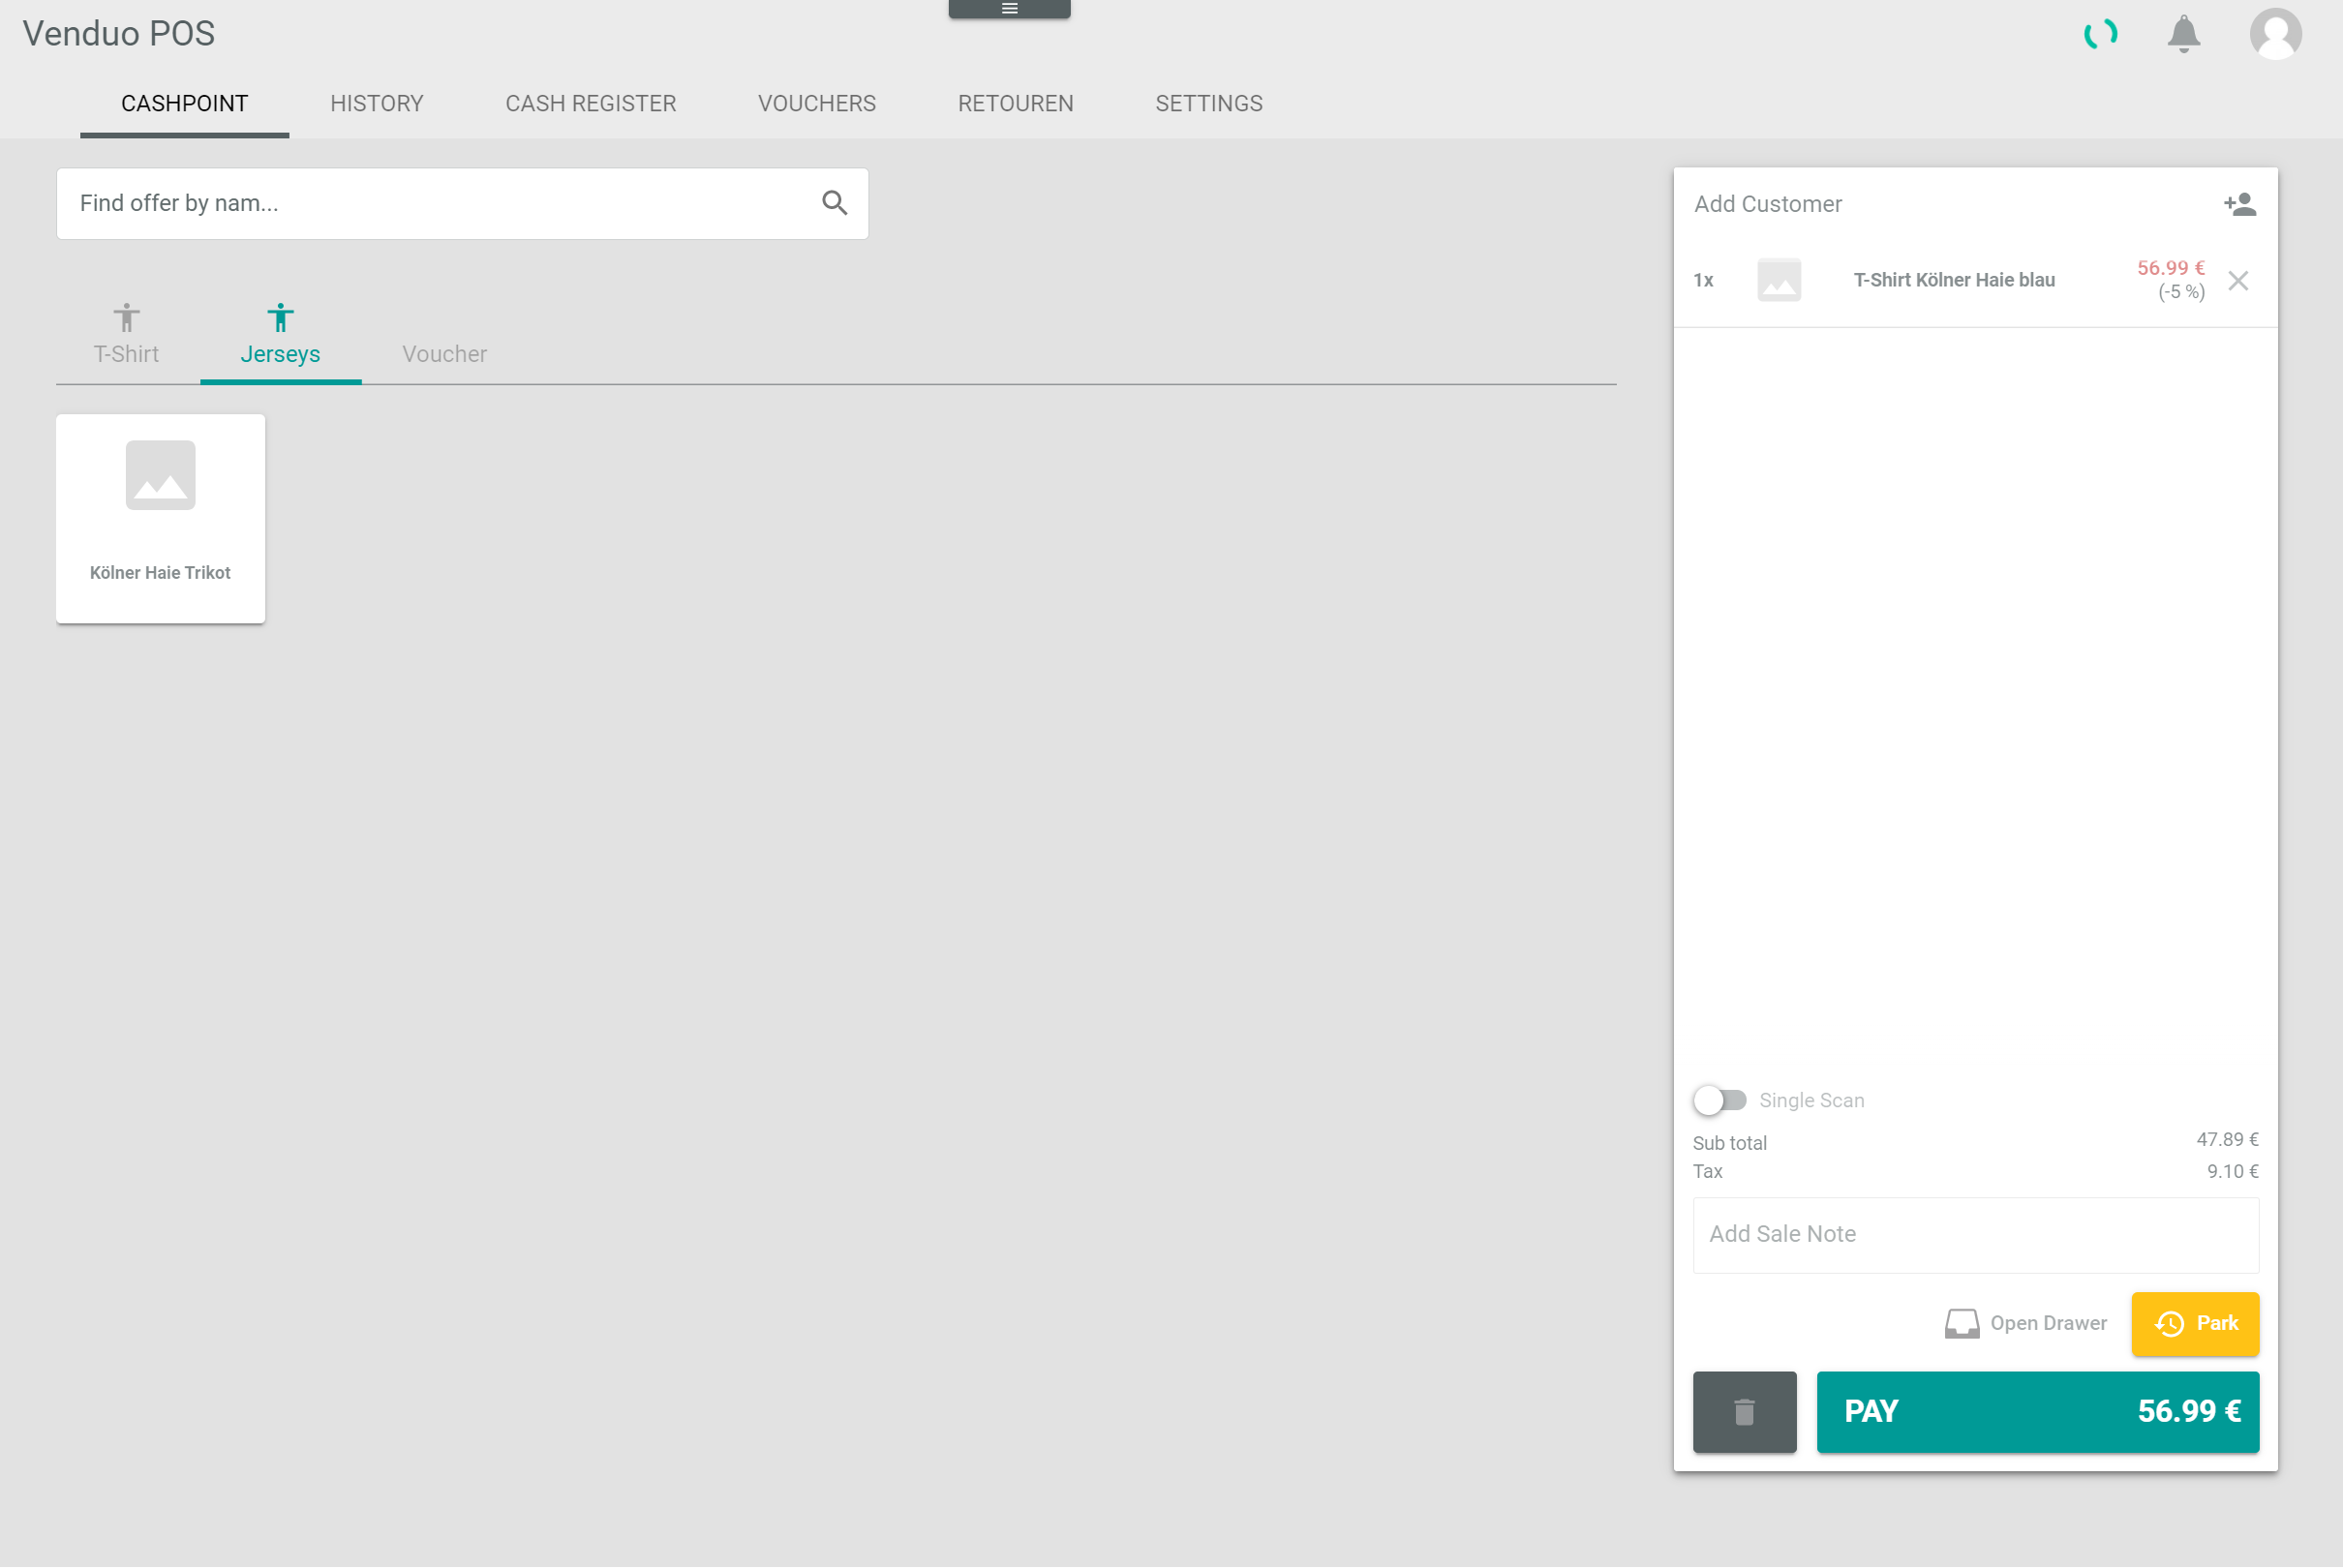 Venduo POS
CASHPOINT HISTORY CASH REGISTER VOUCHERS RETOUREN SETTINGS
Find offer by nam...
T-Shirt Jerseys Voucher
Kölner Haie Trikot
Add Customer
1x T-Shirt Kölner Haie blau 56.99 €
(-5 %)
Single Scan
Sub total 47.89 €
Tax 9.10 €
Add Sale Note
Open Drawer Park
PAY 56.99 €